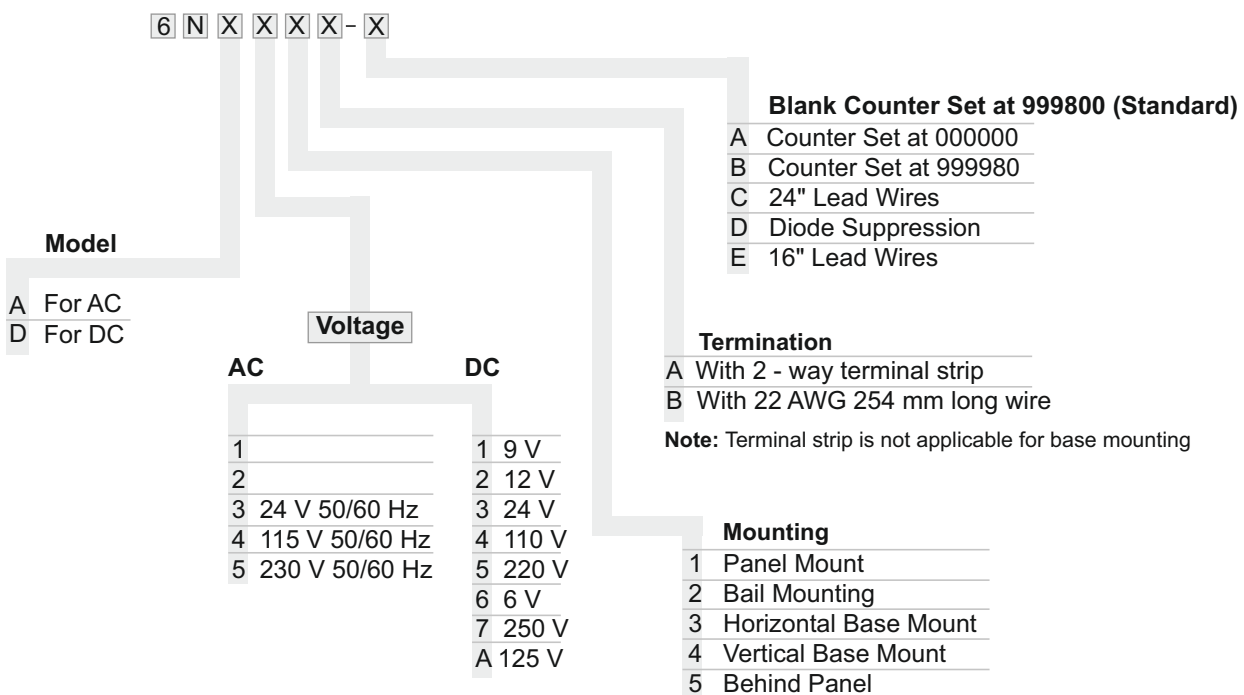 6 N X X X X - X
Blank Counter Set at 999800 (Standard)
A Counter Set at 000000
B Counter Set at 999980
C 24" Lead Wires
D Diode Suppression
E 16" Lead Wires
Model
A For AC
D For DC
Voltage
AC
1
2
3 24 V 50/60 Hz
4 115 V 50/60 Hz
5 230 V 50/60 Hz
DC
1 9 V
2 12 V
3 24 V
4 110 V
5 220 V
6 6 V
7 250 V
A 125 V
Termination
A With 2 - way terminal strip
B With 22 AWG 254 mm long wire
Note: Terminal strip is not applicable for base mounting
Mounting
1 Panel Mount
2 Bail Mounting
3 Horizontal Base Mount
4 Vertical Base Mount
5 Behind Panel